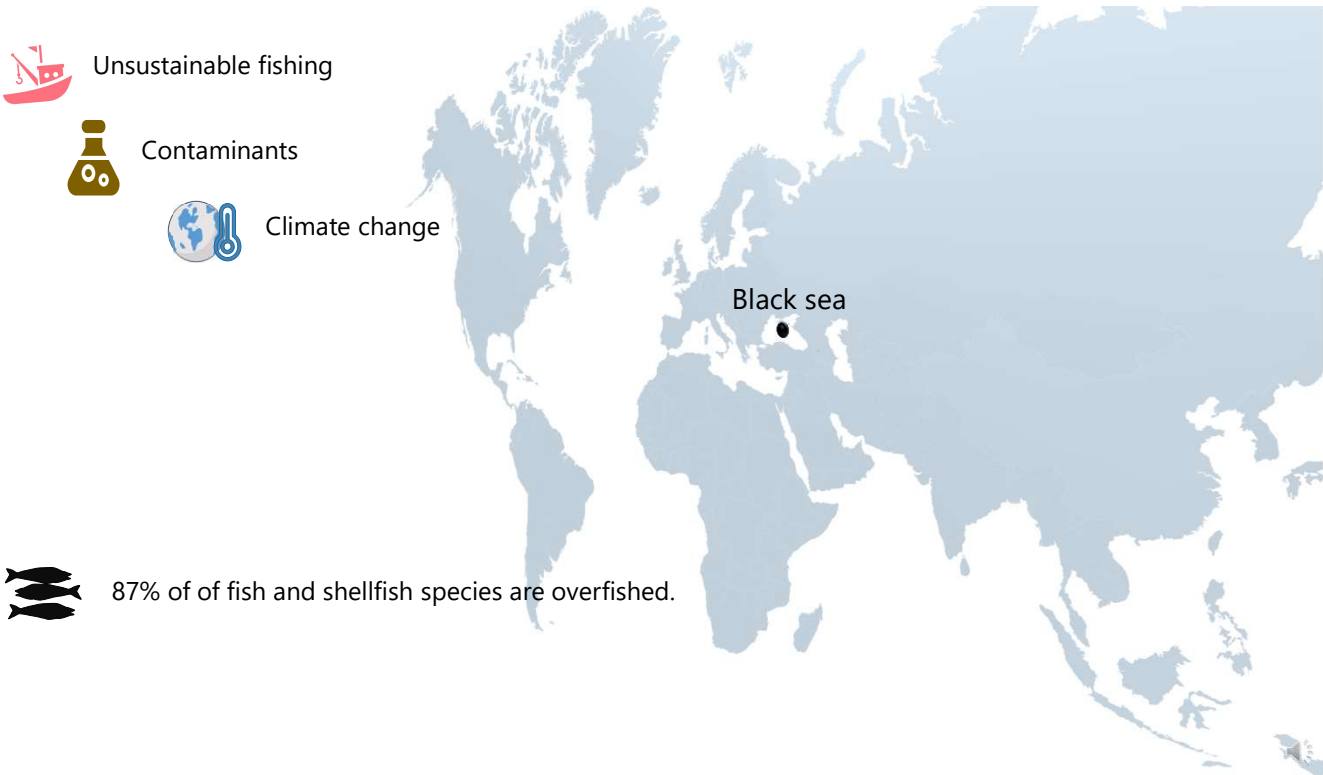 Unsustainable fishing
Contaminants
Climate change
Black sea
87% of of fish and shellfish species are overfished.